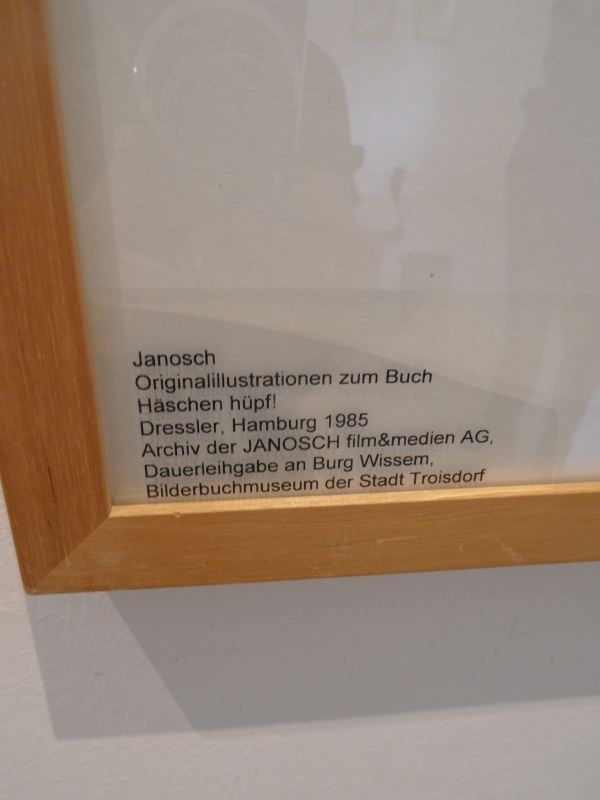 Janosch
Originalillustrationen zum Buch
Häschen hüpf!
Dressler, Hamburg 1985
Archiv der JANOSCH film&medien AG,
Dauerleihgabe an Burg Wissem,
Bilderbuchmuseum der Stadt Troisdorf